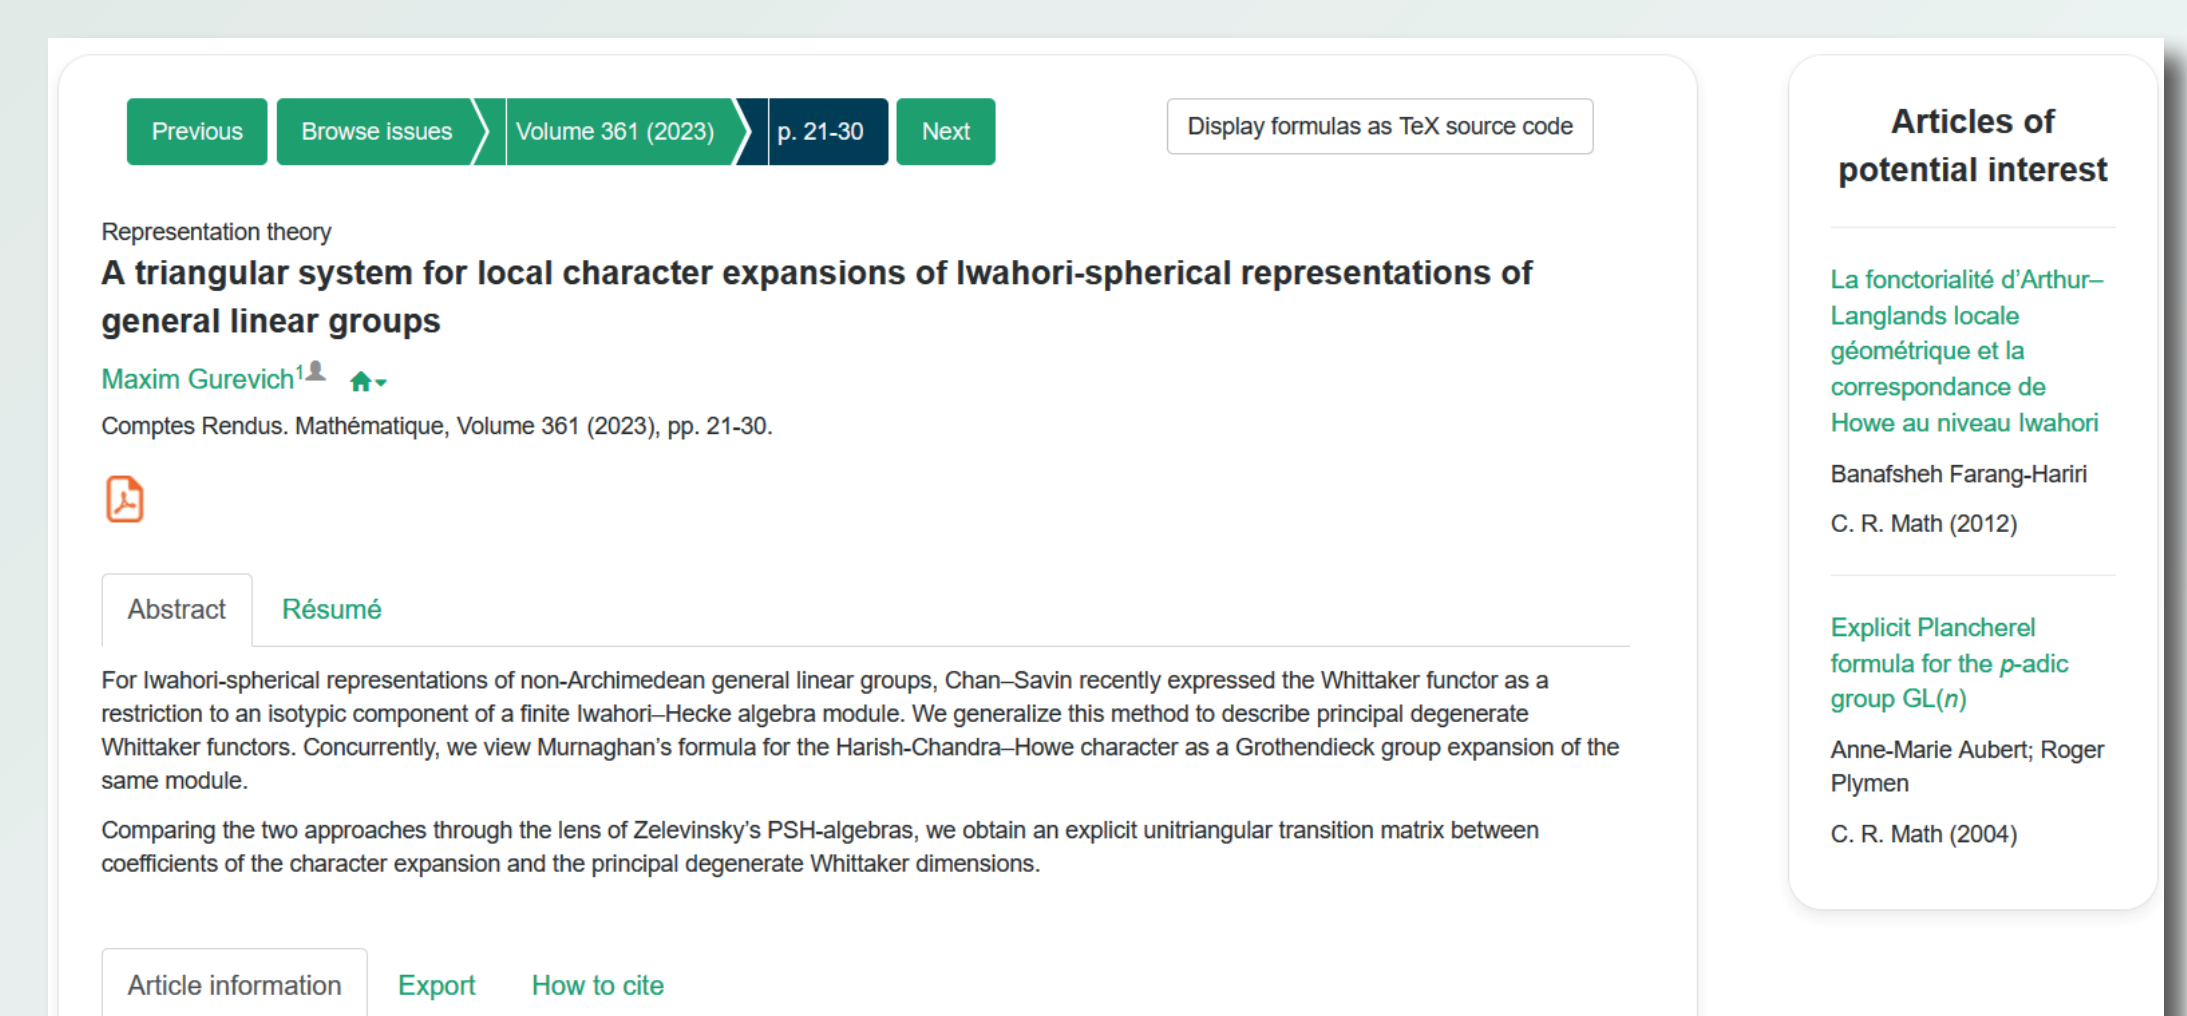 Previous
Browse issues
Volume 361 (2023)
p. 21-30
Next
Display formulas as TeX source code
Representation theory
A triangular system for local character expansions of Iwahori-spherical representations of
general linear groups
Maxim Gurevich1
Comptes Rendus. Mathématique, Volume 361 (2023), pp. 21-30.
Abstract
Résumé
For Iwahori-spherical representations of non-Archimedean general linear groups, Chan–Savin recently expressed the Whittaker functor as a
restriction to an isotypic component of a finite Iwahori–Hecke algebra module. We generalize this method to describe principal degenerate
Whittaker functors. Concurrently, we view Murnaghan’s formula for the Harish-Chandra–Howe character as a Grothendieck group expansion of the
same module.
Comparing the two approaches through the lens of Zelevinsky’s PSH-algebras, we obtain an explicit unitriangular transition matrix between
coefficients of the character expansion and the principal degenerate Whittaker dimensions.
Article information
Export
How to cite
Articles of
potential interest
La fonctorialité d’Arthur–
Langlands locale
géométrique et la
correspondance de
Howe au niveau Iwahori
Banafsheh Farang-Hariri
C. R. Math (2012)
Explicit Plancherel
formula for the p-adic
group GL(n)
Anne-Marie Aubert; Roger
Plymen
C. R. Math (2004)